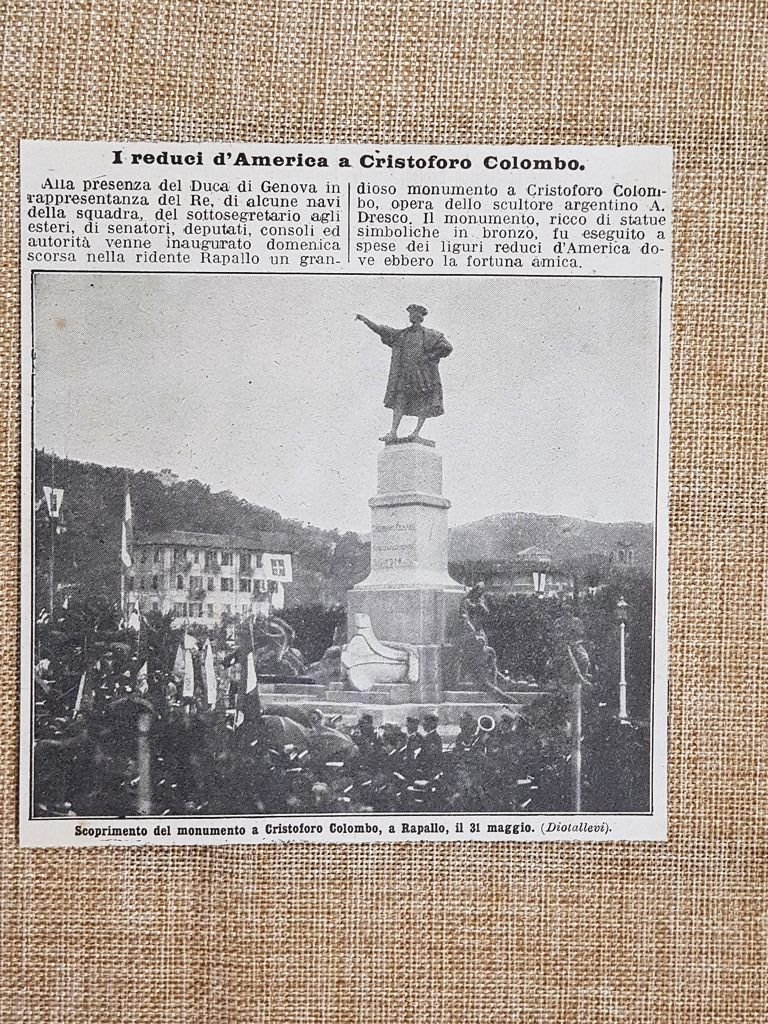 I reduci d'America a Cristoforo Colombo.
Alla presenza del Duca di Genova in
rappresentanza del Re, di alcune navi
della squadra, del sottosegretario agli
esteri, di senatori, deputati, consoli ed
autorità venne inaugurato domenica
scorsa nella ridente Rapallo un gran-
dioso monumento a Cristoforo Colom-
bo, opera dello scultore argentino A.
Dresco. Il monumento, ricco di statue
simboliche in bronzo, fu eseguito a
spese dei liguri reduci d'America do-
ve ebbero la fortuna amica.
Scoprimento del monumento a Cristoforo Colombo, a Rapallo, il 31 maggio. (Diotallevi).